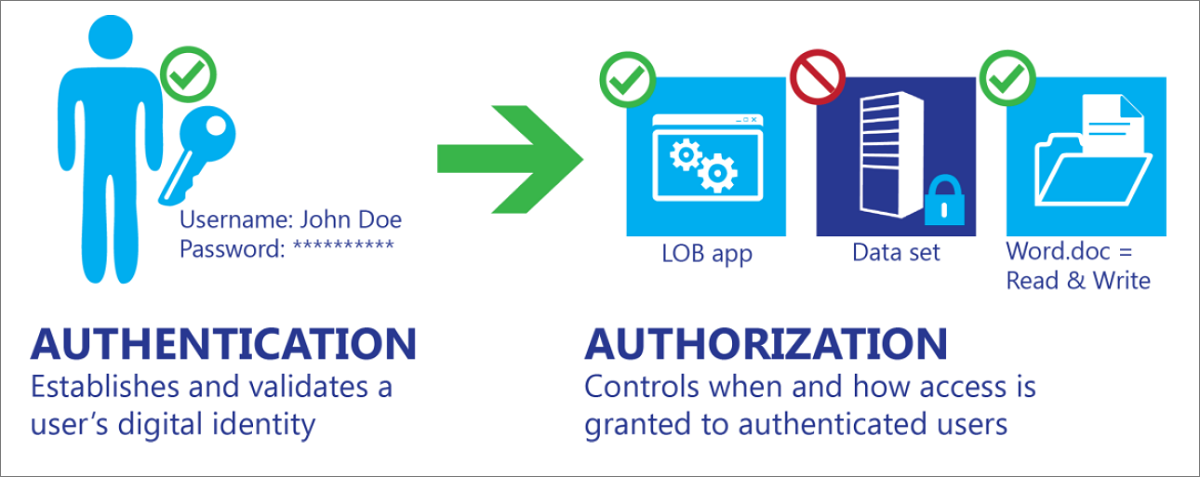 Username: John Doe
Password: **********
AUTHENTICATION
Establishes and validates a
user's digital identity
LOB app
Data set
Word.doc =
Read & Write
AUTHORIZATION
Controls when and how access is
granted to authenticated users